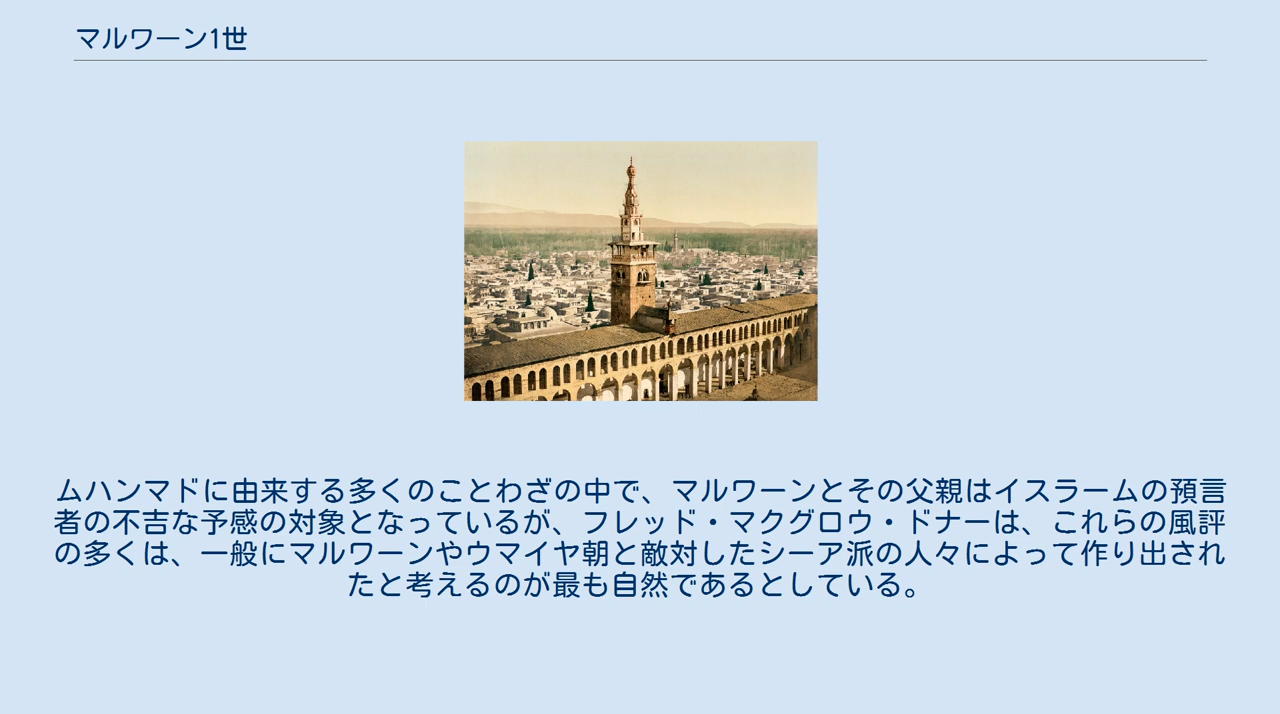 マルワーン1世
ムハンマドに由来する多くのことわざの中で、マルワーンとその父親はイスラームの預言
者の不吉な予感の対象となっているが、フレッド・マクグロウ・ドナーは、これらの風評
の多くは、一般にマルワーンやウマイヤ朝と敵対したシーア派の人々によって作り出され
たと考えるのが最も自然であるとしている。